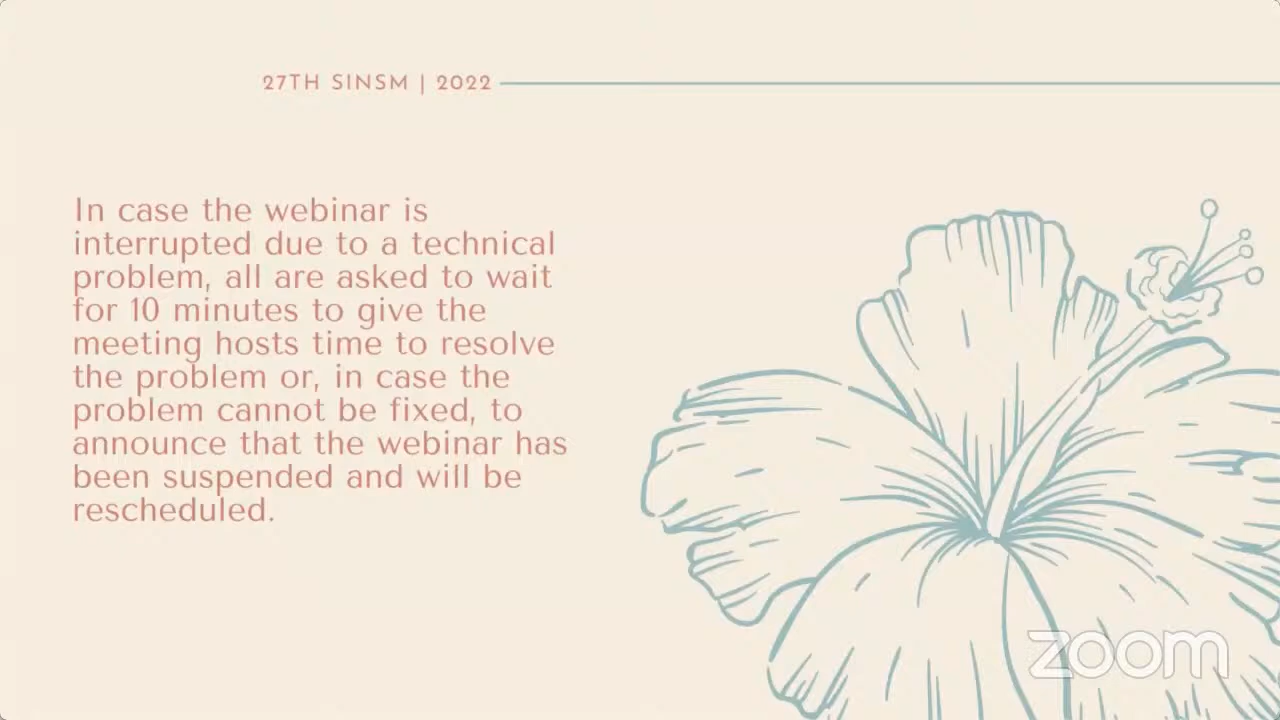 27TH SINSM | 2022
In case the webinar is
interrupted due to a technical
problem, all are asked to wait
for 10 minutes to give the
meeting hosts time to resolve
the problem or, in case the
problem cannot be fixed, to
announce that the webinar has
been suspended and will be
rescheduled.
zoom